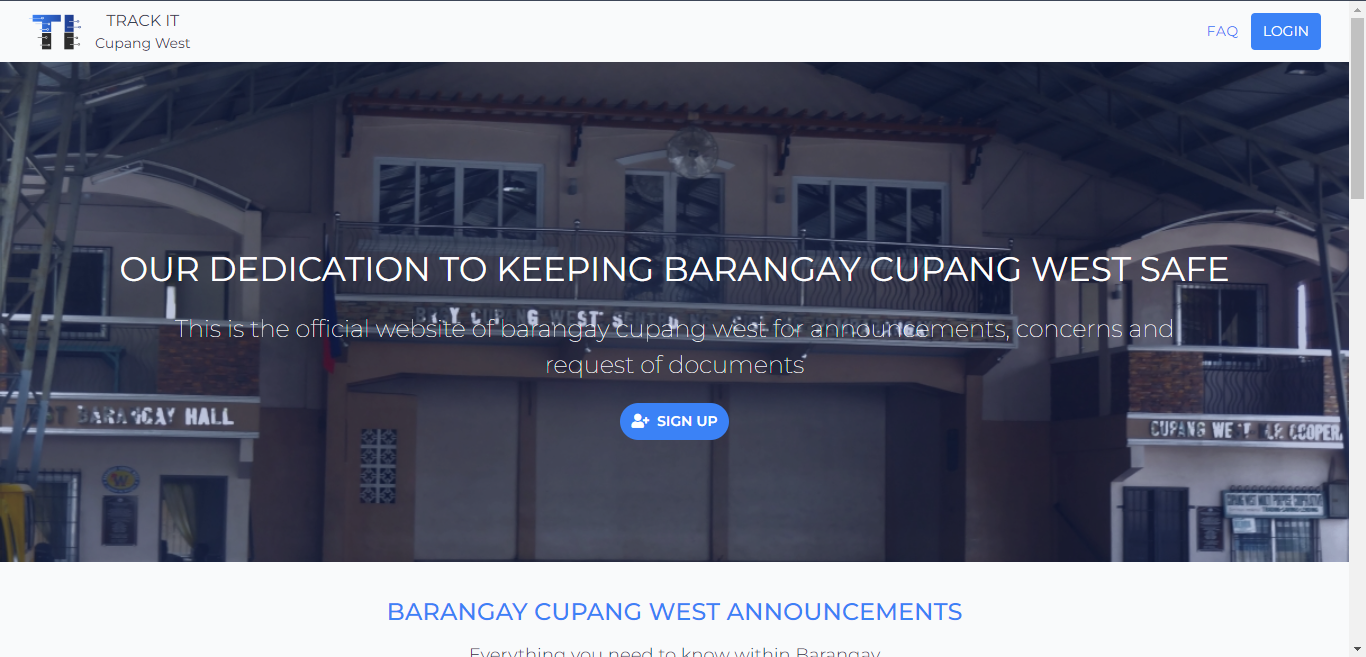 TI
TRACK IT
Cupang West
FAQ
LOGIN
OUR DEDICATION TO KEEPING BARANGAY CUPANG WEST SAFE
This is the official website of barangay cupang west for announcements, concerns and
request of documents
SIGN UP
BARANGAY HALL
CUPANG WEST
BARANGAY CUPANG WEST ANNOUNCEMENTS
Everything you need to know within Barangay